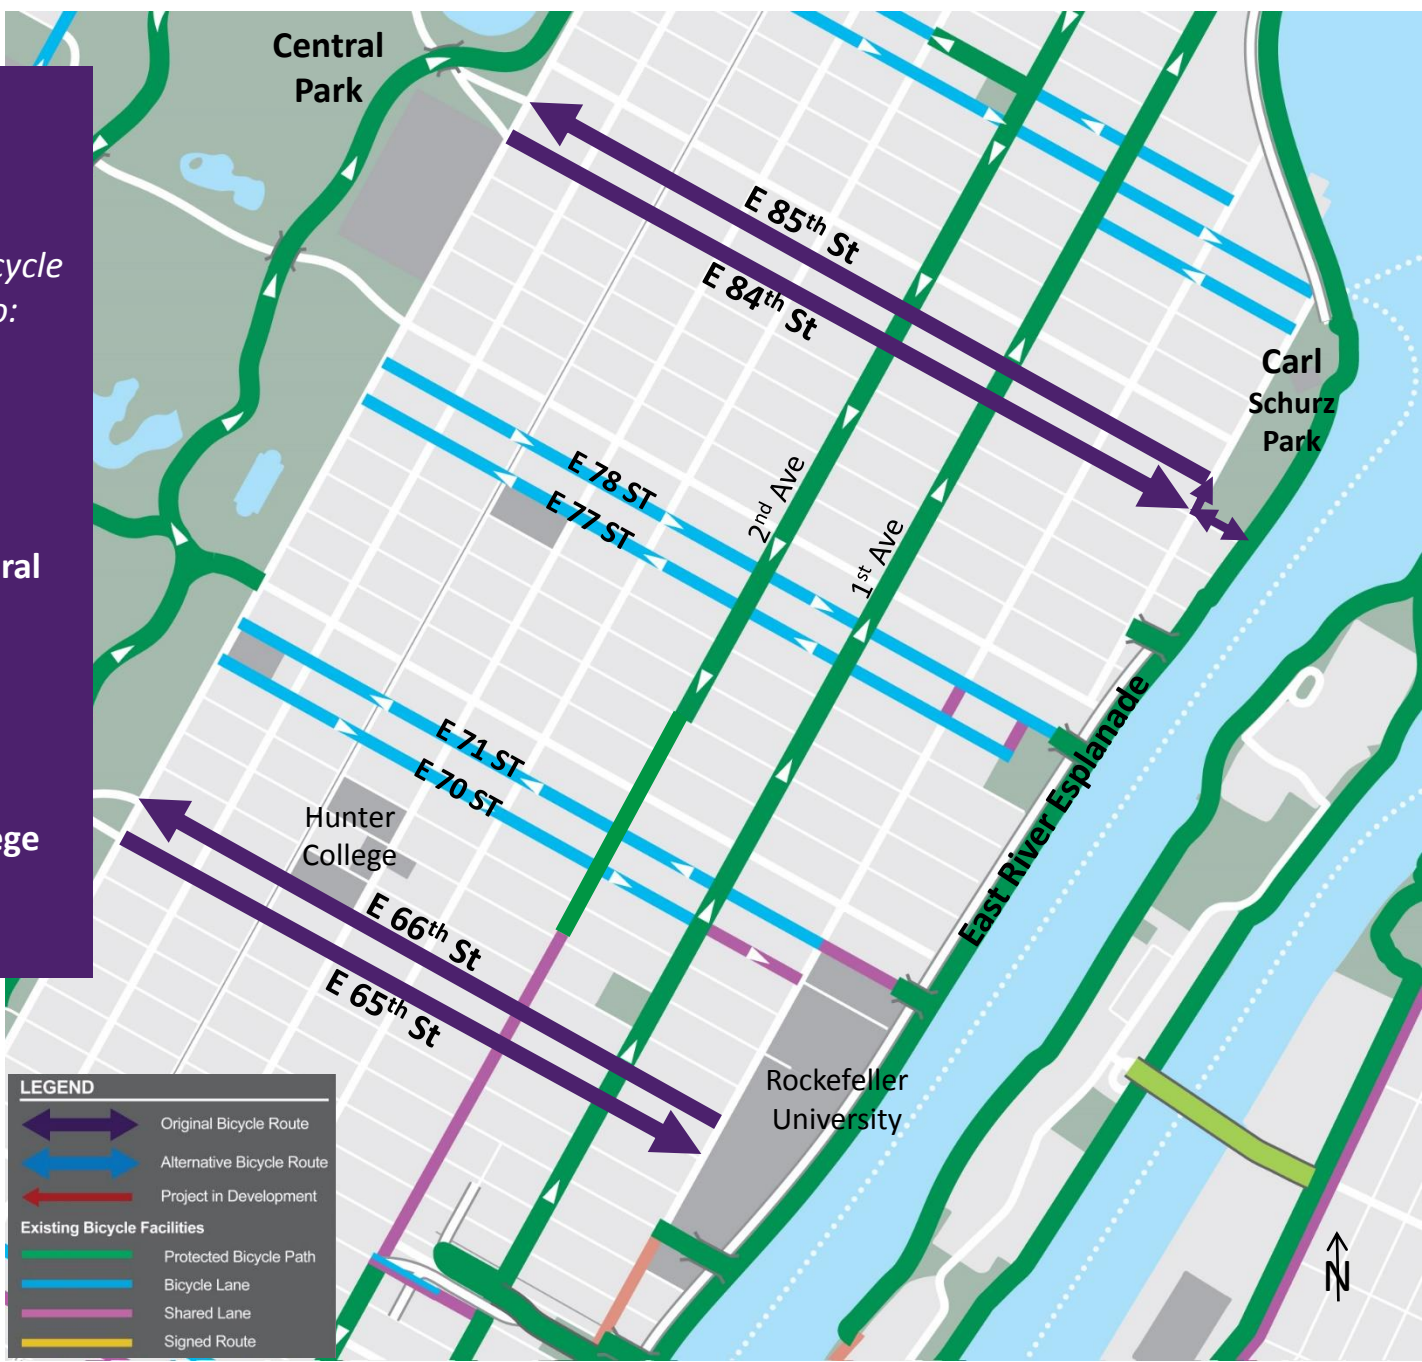 Central
Park
cycle
o:
ral
ege
E 85th St
E 84th St
Carl
Schurz
Park
E 78 ST
E 77 ST
2nd Ave
1st Ave
E 71 ST
E 70 ST
Hunter
College
East River Esplanade
E 66th St
E 65th St
Rockefeller
University
LEGEND
Original Bicycle Route
Alternative Bicycle Route
Project in Development
Existing Bicycle Facilities
Protected Bicycle Path
Bicycle Lane
Shared Lane
Signed Route
N